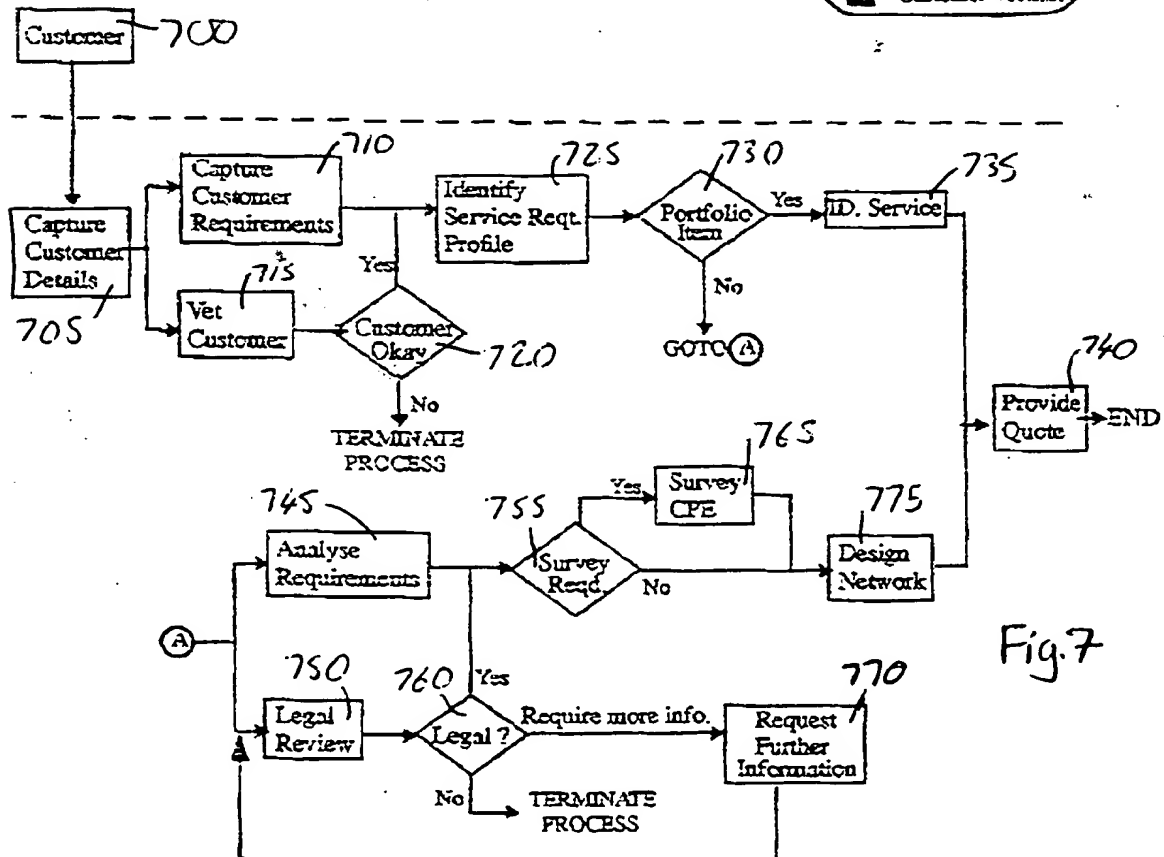 Customer
700
710
Capture
Customer
Requirements
725
Identify
Service Reqt.
Profile
730
Portfolio
Item
Yes
735
ID. Service
Capture
Customer
Details
705
Yes
715
Vet
Customer
Customer
Okay
720
No
GOTO A
No
TERMINATE
PROCESS
740
Provide
Quote
END
745
Analyse
Requirements
755
Survey
Reqd.
Yes
765
Survey
CPE
No
775
Design
Network
A
750
Legal
Review
760
Legal ?
Yes
Require more info.
770
Request
Further
Information
No
TERMINATE
PROCESS
Fig.7